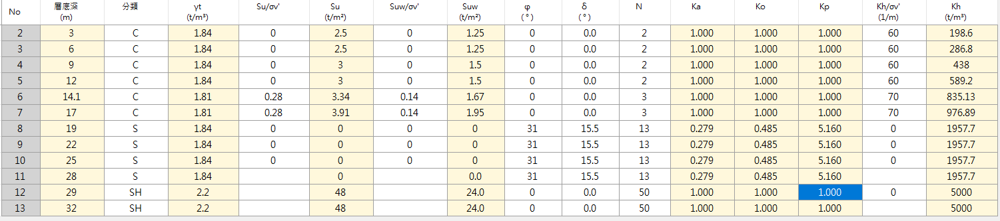 No 層底深 (m) 分類 γt (t/m³) Su/σv' Su (t/m²) Suw/σv' Suw (t/m²) φ (°) δ (°) N Ka Ko Kp Kh/σv' (1/m) Kh (t/m³)
2 3 C 1.84 0 2.5 0 1.25 0 0.0 2 1.000 1.000 1.000 60 198.6
3 6 C 1.84 0 2.5 0 1.25 0 0.0 2 1.000 1.000 1.000 60 286.8
4 9 C 1.84 0 3 0 1.5 0 0.0 2 1.000 1.000 1.000 60 438
5 12 C 1.84 0 3 0 1.5 0 0.0 2 1.000 1.000 1.000 60 589.2
6 14.1 C 1.81 0.28 3.34 0.14 1.67 0 0.0 3 1.000 1.000 1.000 70 835.13
7 17 C 1.81 0.28 3.91 0.14 1.95 0 0.0 3 1.000 1.000 1.000 70 976.89
8 19 S 1.84 0 0 0 0 31 15.5 13 0.279 0.485 5.160 0 1957.7
9 22 S 1.84 0 0 0 0 31 15.5 13 0.279 0.485 5.160 0 1957.7
10 25 S 1.84 0 0 0 0 31 15.5 13 0.279 0.485 5.160 0 1957.7
11 28 S 1.84 0 0.0 31 15.5 13 0.279 0.485 5.160 1957.7
12 29 SH 2.2 48 24.0 0 0.0 50 1.000 1.000 1.000 0 5000
13 32 SH 2.2 48 24.0 0 0.0 50 1.000 1.000 1.000 5000